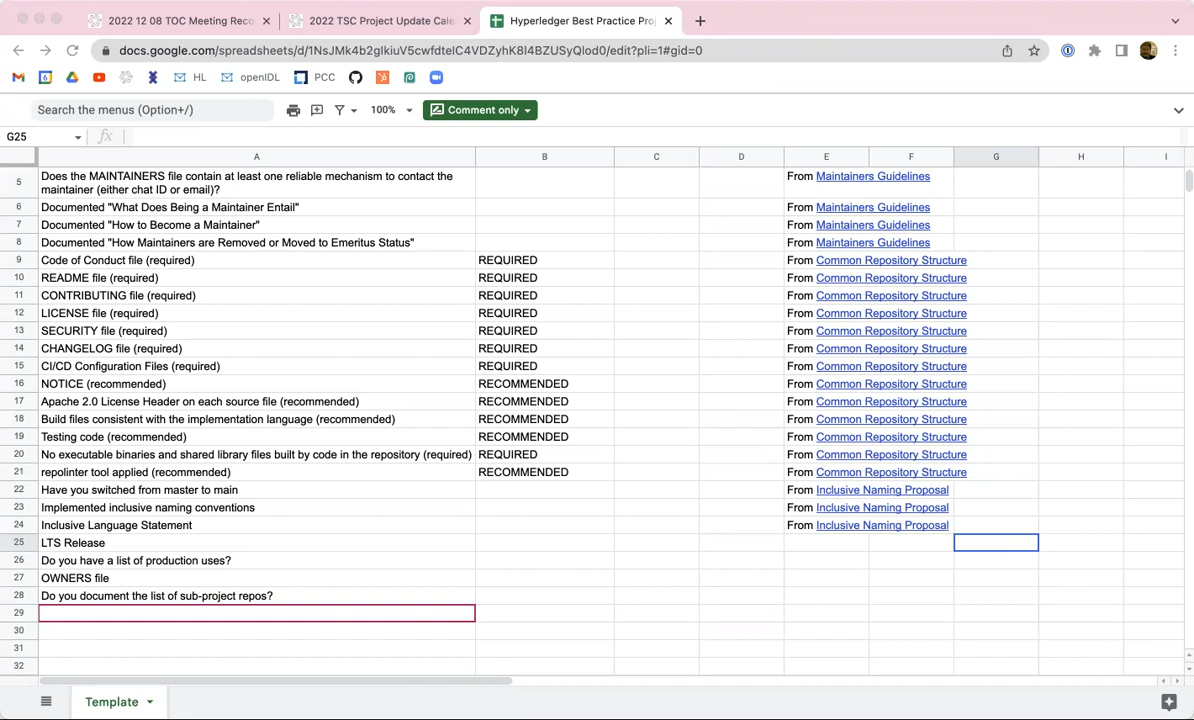 2022 12 08 TOC Meeting Reco
2022 TSC Project Update Cale
Hyperledger Best Practice Proj
docs.google.com/spreadsheets/d/1NsJMk4b2gIkiuV5cwfdtelC4VDZyhK8l4BZUSyQlod0/edit?pli=1#gid=0
6
HL
openIDL
PCC
Search the menus (Option+/)
100%
Comment only
G25
fx
A B C D E F G H I
5 Does the MAINTAINERS file contain at least one reliable mechanism to contact the From Maintainers Guidelines
maintainer (either chat ID or email)?
6 Documented "What Does Being a Maintainer Entail" From Maintainers Guidelines
7 Documented "How to Become a Maintainer" From Maintainers Guidelines
8 Documented "How Maintainers are Removed or Moved to Emeritus Status" From Maintainers Guidelines
9 Code of Conduct file (required) REQUIRED From Common Repository Structure
10 README file (required) REQUIRED From Common Repository Structure
11 CONTRIBUTING file (required) REQUIRED From Common Repository Structure
12 LICENSE file (required) REQUIRED From Common Repository Structure
13 SECURITY file (required) REQUIRED From Common Repository Structure
14 CHANGELOG file (required) REQUIRED From Common Repository Structure
15 CI/CD Configuration Files (required) REQUIRED From Common Repository Structure
16 NOTICE (recommended) RECOMMENDED From Common Repository Structure
17 Apache 2.0 License Header on each source file (recommended) RECOMMENDED From Common Repository Structure
18 Build files consistent with the implementation language (recommended) RECOMMENDED From Common Repository Structure
19 Testing code (recommended) RECOMMENDED From Common Repository Structure
20 No executable binaries and shared library files built by code in the repository (required) REQUIRED From Common Repository Structure
21 repolinter tool applied (recommended) RECOMMENDED From Common Repository Structure
22 Have you switched from master to main From Inclusive Naming Proposal
23 Implemented inclusive naming conventions From Inclusive Naming Proposal
24 Inclusive Language Statement From Inclusive Naming Proposal
25 LTS Release
26 Do you have a list of production uses?
27 OWNERS file
28 Do you document the list of sub-project repos?
29
30
31
32
Template